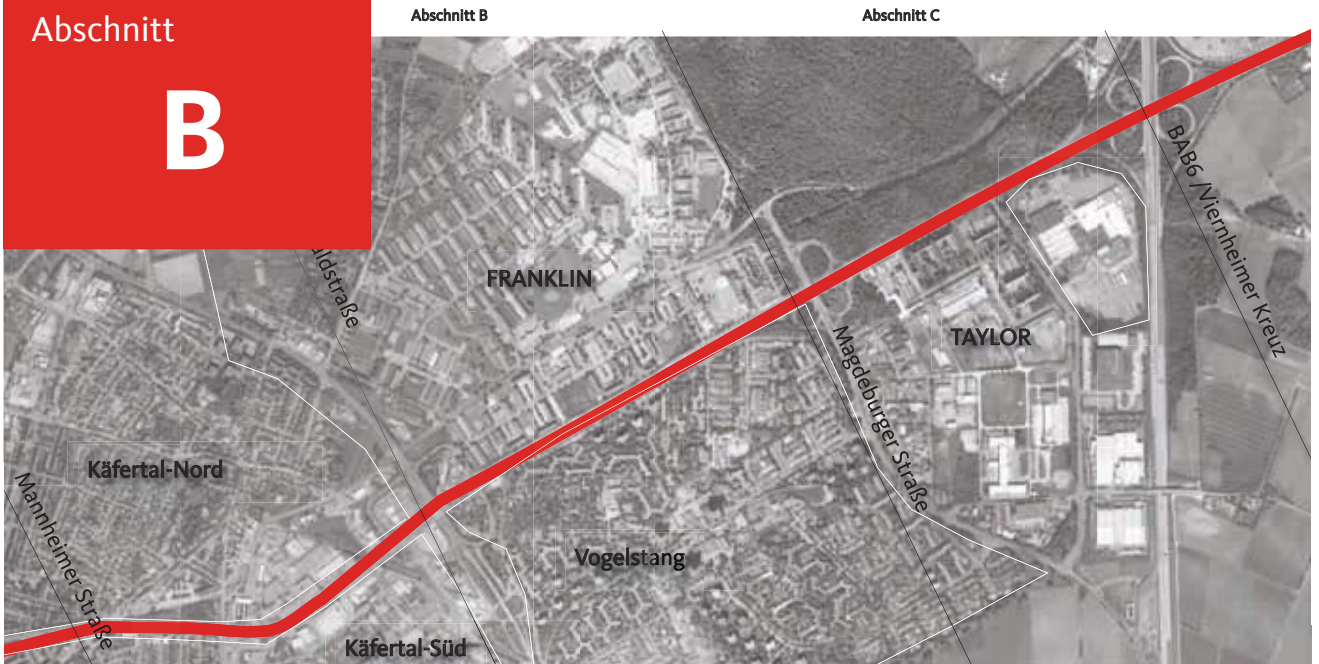 Abschnitt B
Abschnitt C
Abschnitt
B
BAB6 /Viernheimer Kreuz
FRANKLIN
TAYLOR
Magdeburger Straße
Käfertal-Nord
Mannheimer Straße
Vogelstang
Käfertal-Süd